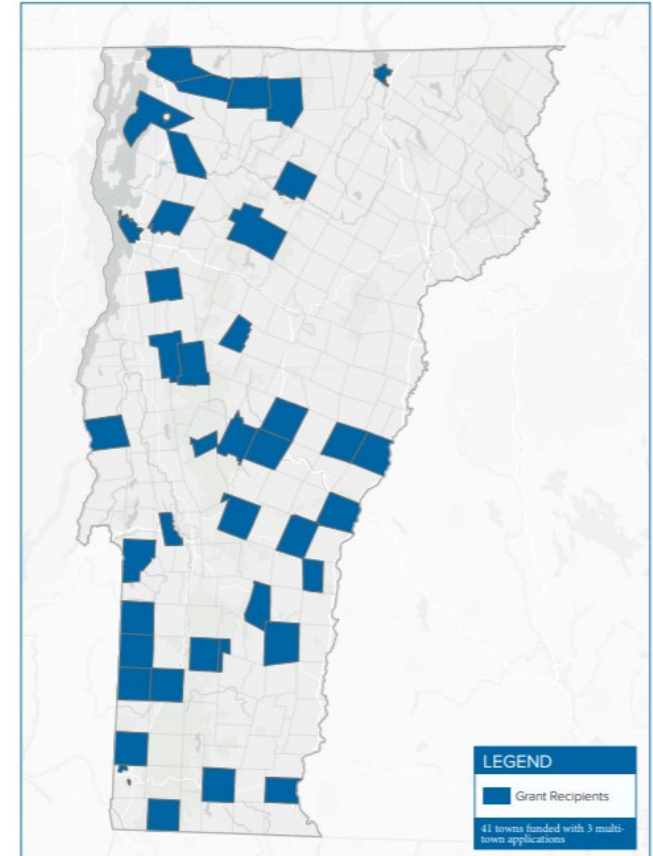 LEGEND
Grant Recipients
41 towns funded with 3 multi-
town applications